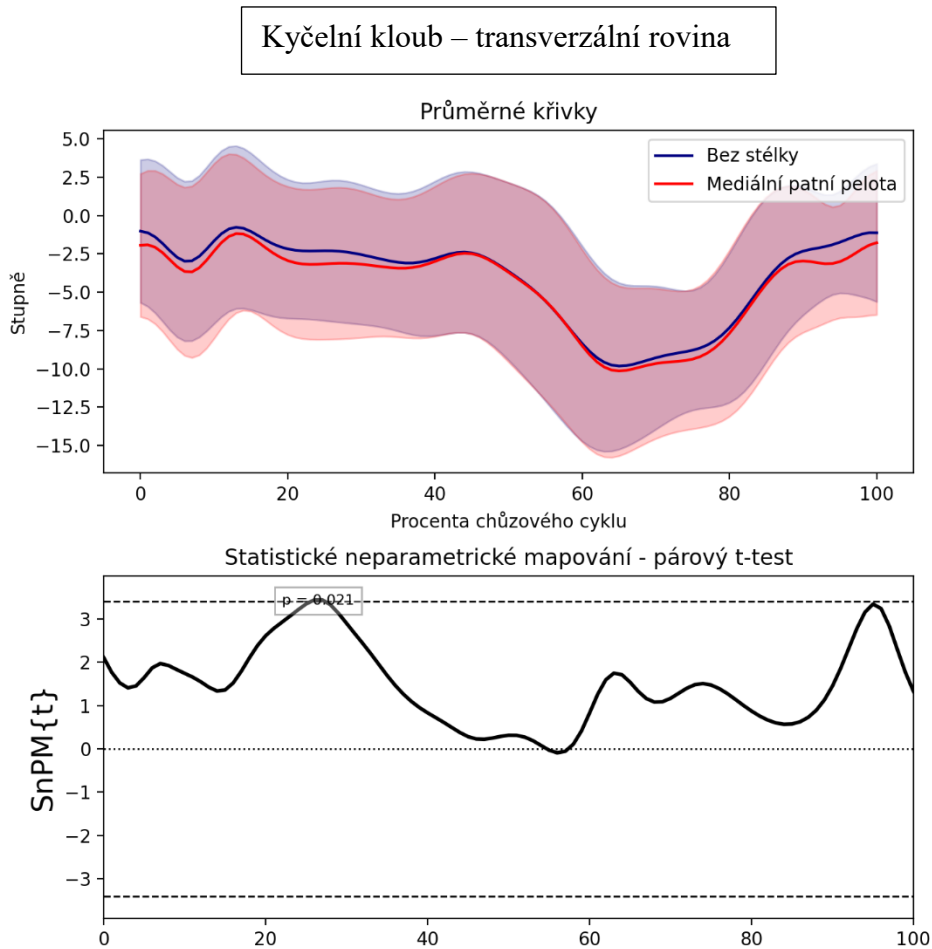 Kyčelní kloub – transverzální rovina
Průměrné křivky
Bez stélky
Mediální patní pelota
Stupně
5.0
2.5
0.0
−2.5
−5.0
−7.5
−10.0
−12.5
−15.0
0 20 40 60 80 100
Procenta chůzového cyklu
Statistické neparametrické mapování - párový t-test
p = 0.021
SnPM{t}
3
2
1
0
−1
−2
−3
0 20 40 60 80 100